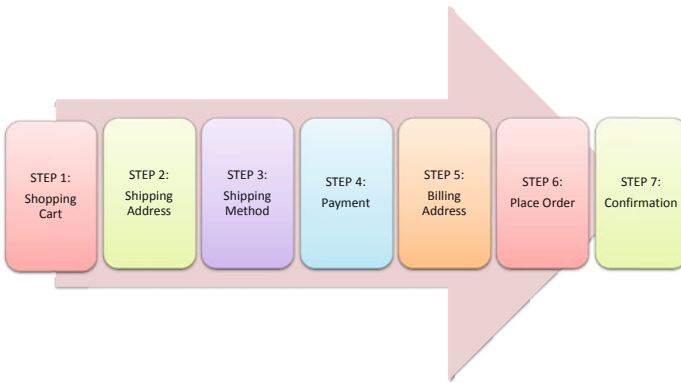 STEP 1:
Shopping
Cart
STEP 2:
Shipping
Address
STEP 3:
Shipping
Method
STEP 4:
Payment
STEP 5:
Billing
Address
STEP 6:
Place Order
STEP 7:
Confirmation